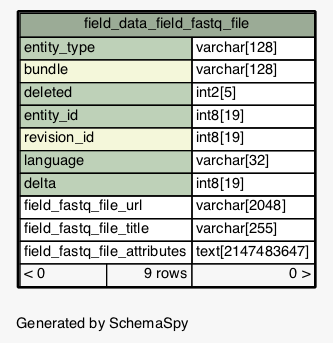 field_data_field_fastq_file
entity_type varchar[128]
bundle varchar[128]
deleted int2[5]
entity_id int8[19]
revision_id int8[19]
language varchar[32]
delta int8[19]
field_fastq_file_url varchar[2048]
field_fastq_file_title varchar[255]
field_fastq_file_attributes text[2147483647]
< 0 9 rows 0 >
Generated by SchemaSpy